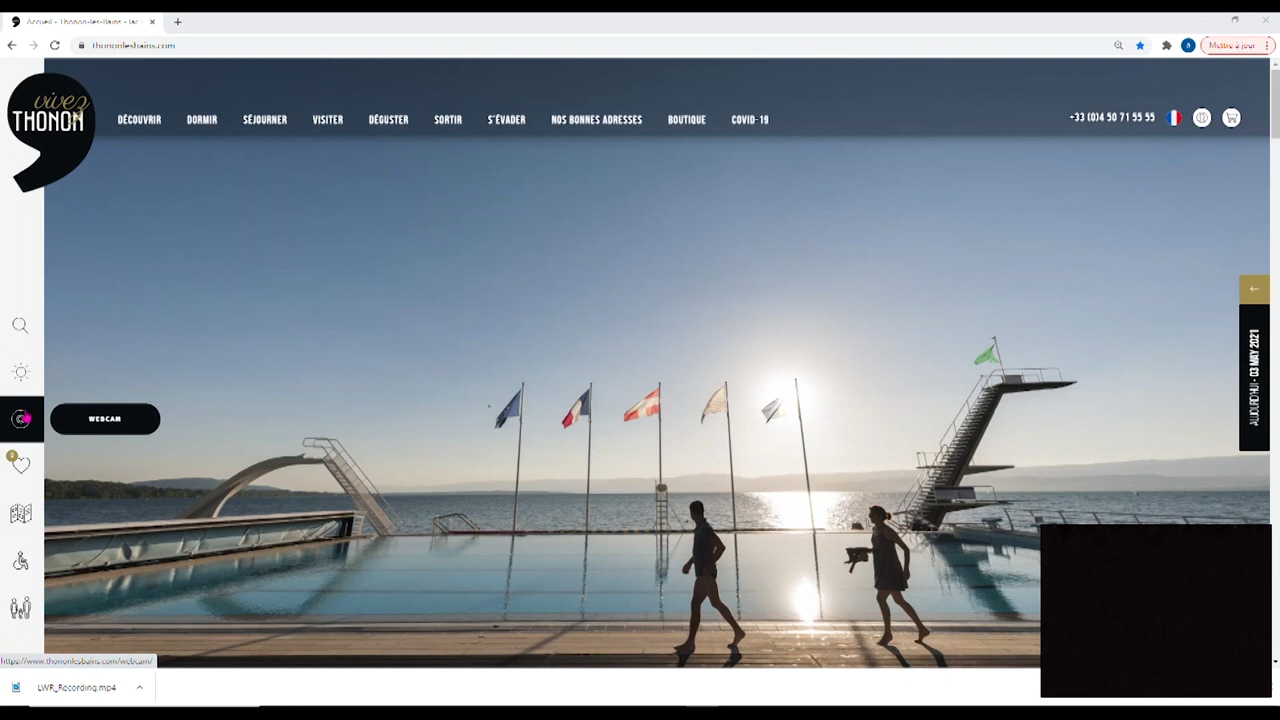 Accueil - Thonon-les-Bains - lac
thononlesbains.com
Mettre à jour
vivez
THONON
DÉCOUVRIR
DORMIR
SÉJOURNER
VISITER
DÉGUSTER
SORTIR
S'ÉVADER
NOS BONNES ADRESSES
BOUTIQUE
COVID-19
+33 (0)4 50 71 55 55
AUJOURD'HUI - 03 MAY 2021
WEBCAM
0
https://www.thononlesbains.com/webcam/
LWR_Recording.mp4